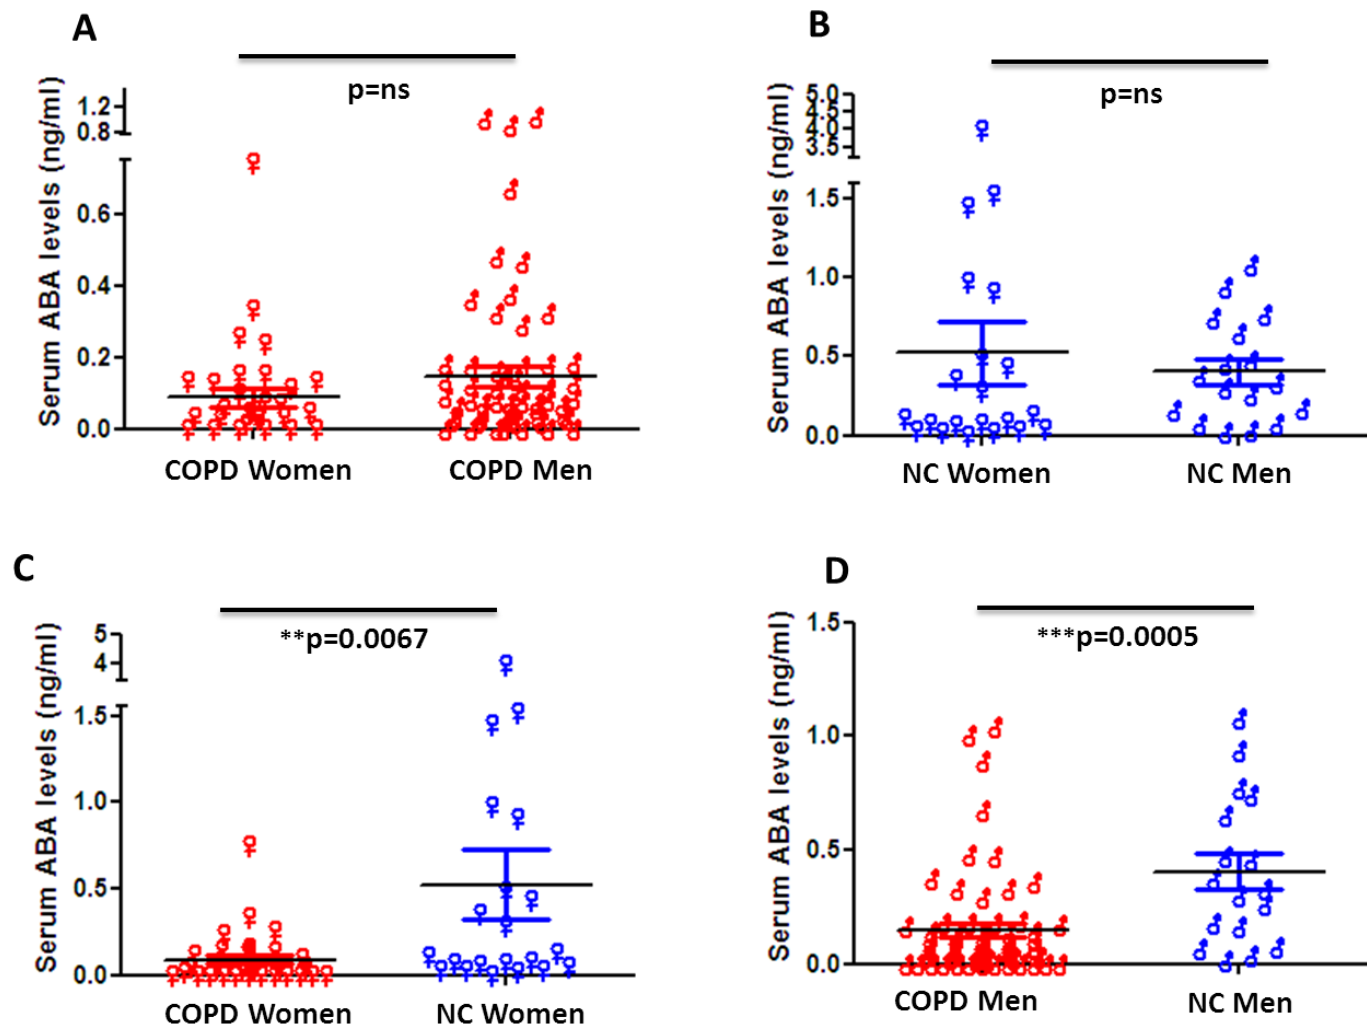 A
p=ns
Serum ABA levels (ng/ml)
1.2
0.8
0.6
0.4
0.2
0.0
COPD Women
COPD Men
B
p=ns
Serum ABA levels (ng/ml)
5.0
4.5
4.0
3.5
1.5
1.0
0.5
0.0
NC Women
NC Men
C
**p=0.0067
Serum ABA levels (ng/ml)
5
4
1.5
1.0
0.5
0.0
COPD Women
NC Women
D
***p=0.0005
Serum ABA levels (ng/ml)
1.5
1.0
0.5
0.0
COPD Men
NC Men